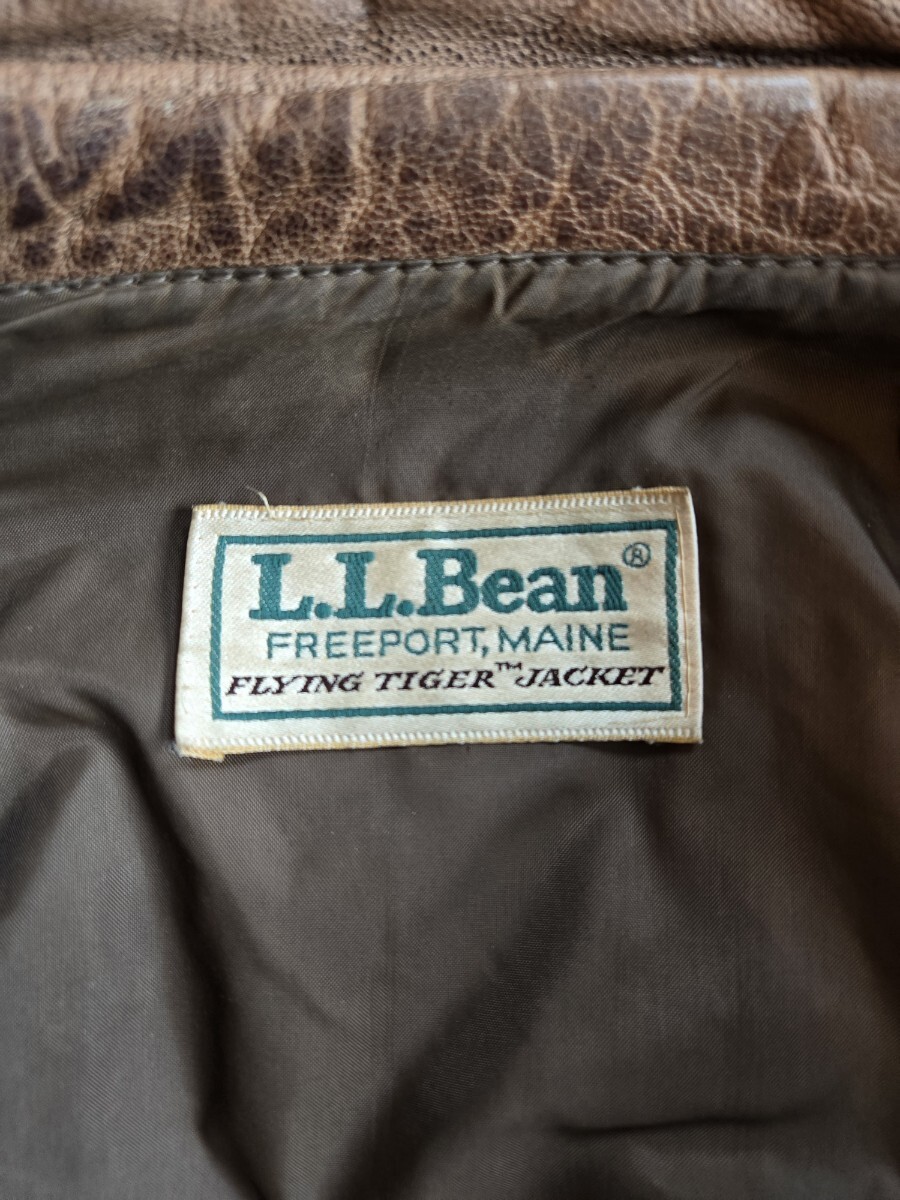 L.L.Bean®
FREEPORT, MAINE
FLYING TIGER™ JACKET